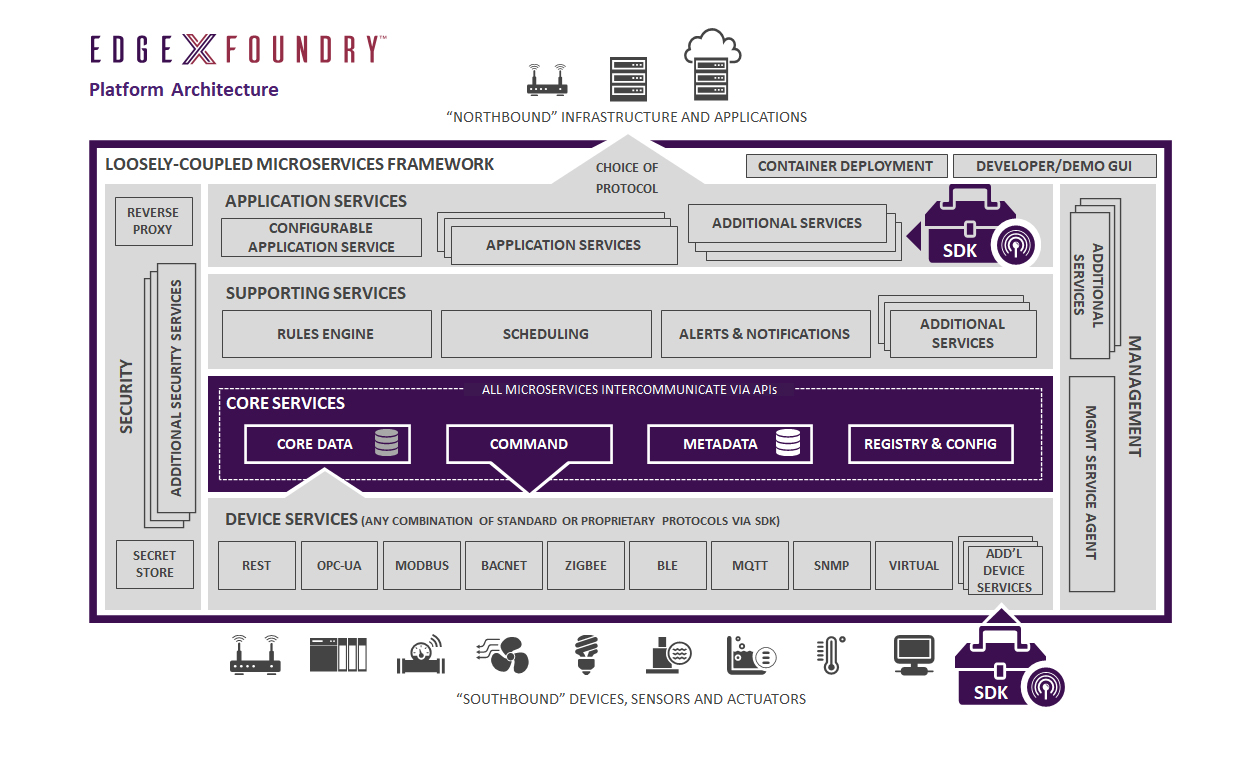 EDGE X FOUNDRY™
Platform Architecture
“NORTHBOUND” INFRASTRUCTURE AND APPLICATIONS
LOOSELY-COUPLED MICROSERVICES FRAMEWORK
CHOICE OF
PROTOCOL
CONTAINER DEPLOYMENT
DEVELOPER/DEMO GUI
REVERSE
PROXY
SECURITY
ADDITIONAL SECURITY SERVICES
SECRET
STORE
APPLICATION SERVICES
CONFIGURABLE
APPLICATION SERVICE
APPLICATION SERVICES
ADDITIONAL SERVICES
SDK
SUPPORTING SERVICES
RULES ENGINE
SCHEDULING
ALERTS & NOTIFICATIONS
ADDITIONAL
SERVICES
ALL MICROSERVICES INTERCOMMUNICATE VIA APIs
CORE SERVICES
CORE DATA
COMMAND
METADATA
REGISTRY & CONFIG
DEVICE SERVICES (ANY COMBINATION OF STANDARD OR PROPRIETARY PROTOCOLS VIA SDK)
REST
OPC-UA
MODBUS
BACNET
ZIGBEE
BLE
MQTT
SNMP
VIRTUAL
ADD’L
DEVICE
SERVICES
ADDITIONAL
SERVICES
MANAGEMENT
MGMT SERVICE AGENT
SDK
“SOUTHBOUND” DEVICES, SENSORS AND ACTUATORS